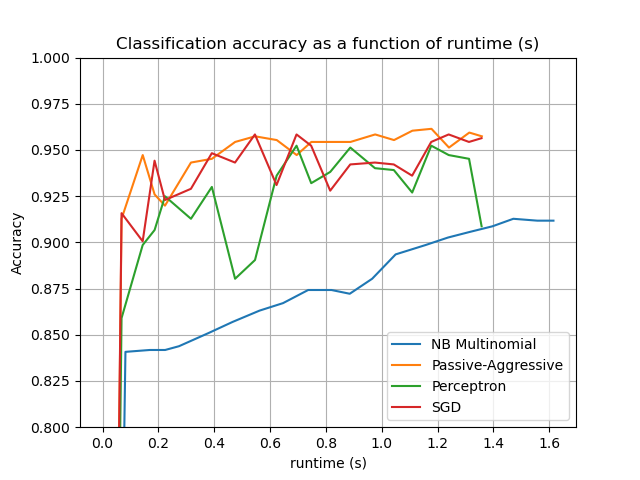 Classification accuracy as a function of runtime (s)
1.000
0.975
0.950
0.925
0.900
0.875
0.850
0.825
0.800
Accuracy
NB Multinomial
Passive-Aggressive
Perceptron
SGD
0.0 0.2 0.4 0.6 0.8 1.0 1.2 1.4 1.6
runtime (s)